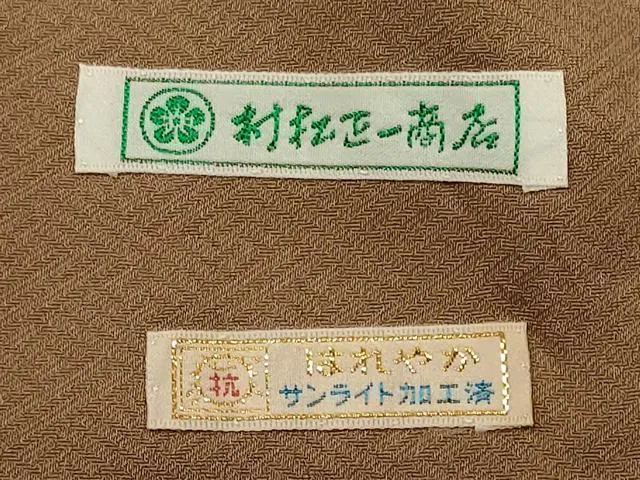 村松正一商店
抗
はれやか
サンライト加工済